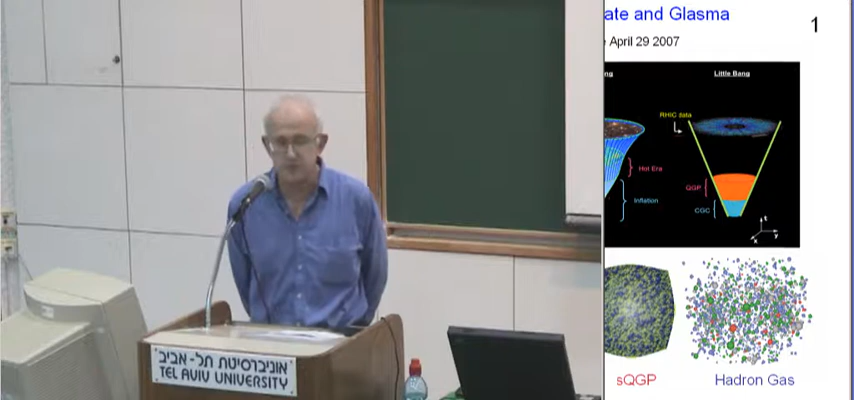 ate and Glasma
1
April 29 2007
ng
Little Bang
RHIC data
Hot Era
QGP
Inflation
CGC
t
x
y
sQGP
Hadron Gas
אוניברסיטת תל-אביב
TEL AVIV UNIVERSITY